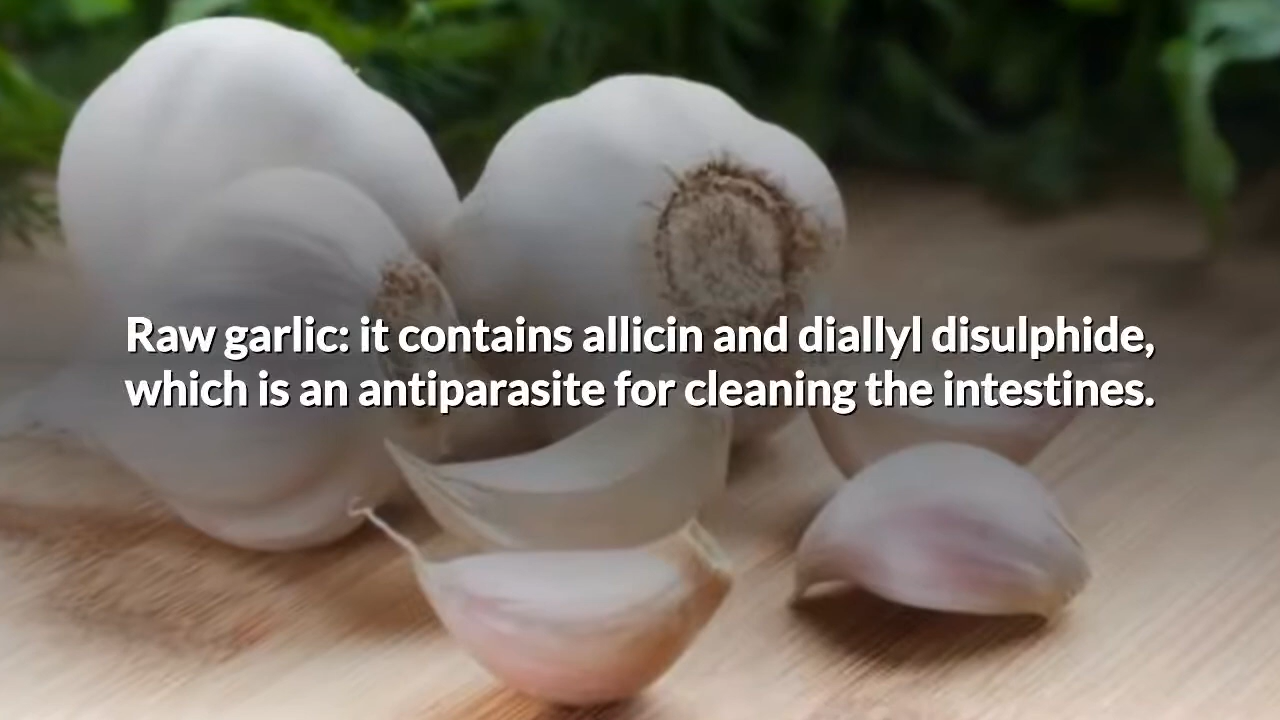 Raw garlic: it contains allicin and diallyl disulphide,
which is an antiparasite for cleaning the intestines.